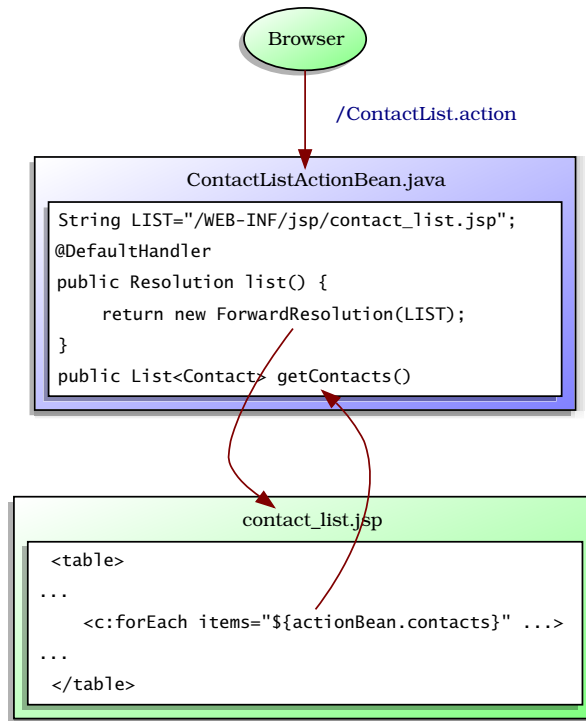 Browser
/ContactList.action
ContactListActionBean.java
String LIST="/WEB-INF/jsp/contact_list.jsp";
@DefaultHandler
public Resolution list() {
return new ForwardResolution(LIST);
}
public List<Contact> getContacts()
contact_list.jsp
<table>
...
<c:forEach items="${actionBean.contacts}" ...>
...
</table>